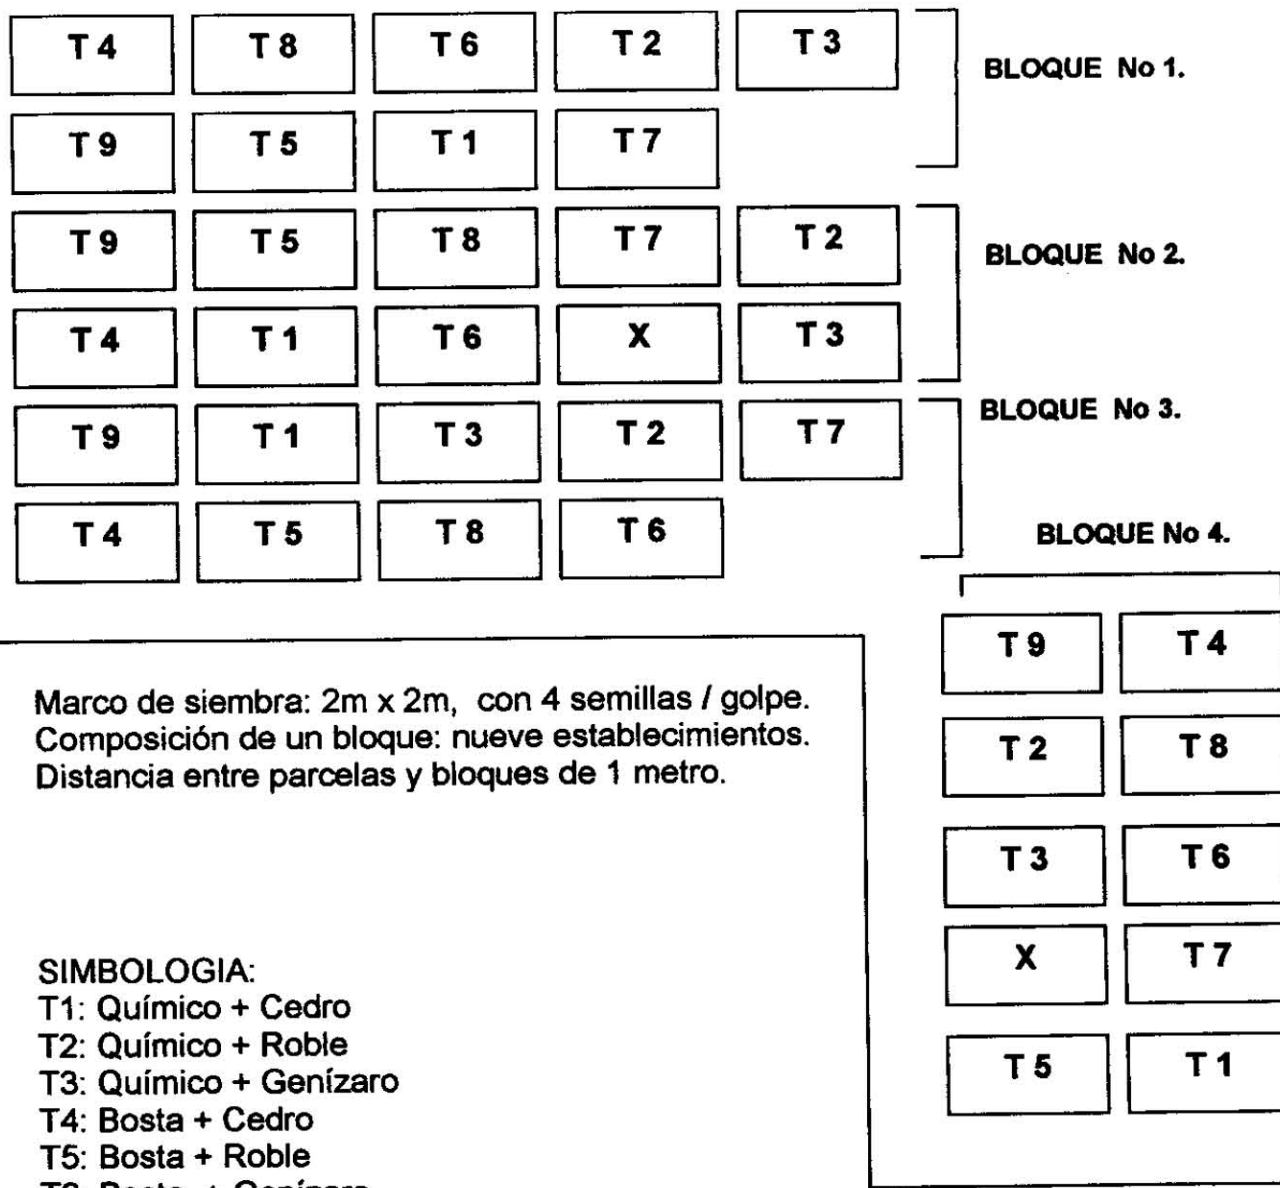 T 4 T 8 T 6 T 2 T 3
BLOQUE No 1.
T 9 T 5 T 1 T 7
T 9 T 5 T 8 T 7 T 2
BLOQUE No 2.
T 4 T 1 T 6 X T 3
BLOQUE No 3.
T 9 T 1 T 3 T 2 T 7
T 4 T 5 T 8 T 6
BLOQUE No 4.
T 9 T 4
T 2 T 8
T 3 T 6
X T 7
T 5 T 1
Marco de siembra: 2m x 2m, con 4 semillas / golpe.
Composición de un bloque: nueve establecimientos.
Distancia entre parcelas y bloques de 1 metro.
SIMBOLOGIA:
T1: Químico + Cedro
T2: Químico + Roble
T3: Químico + Genízaro
T4: Bosta + Cedro
T5: Bosta + Roble